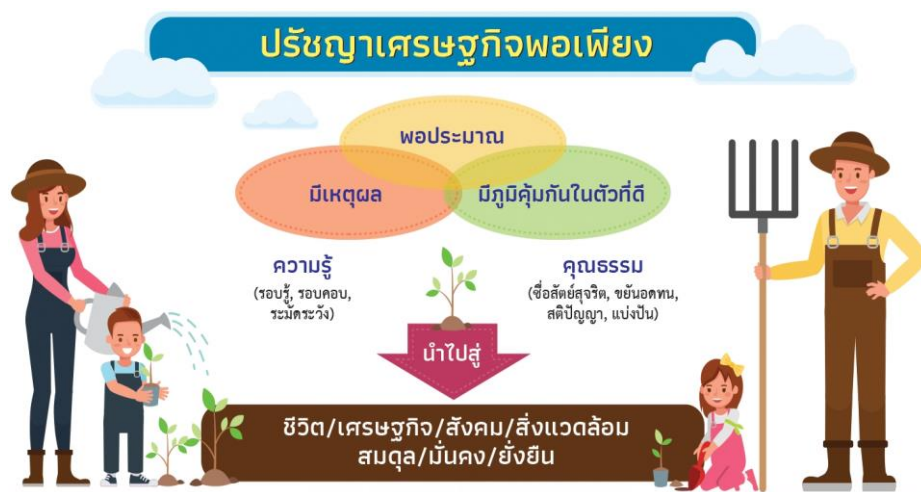 ปรัชญาเศรษฐกิจพอเพียง
พอประมาณ
มีเหตุผล
มีภูมิคุ้มกันในตัวที่ดี
ความรู้
(รอบรู้, รอบคอบ,
ระมัดระวัง)
คุณธรรม
(ซื่อสัตย์สุจริต, ขยันอดทน,
สติปัญญา, แบ่งปัน)
นำไปสู่
ชีวิต/เศรษฐกิจ/สังคม/สิ่งแวดล้อม
สมดุล/มั่นคง/ยั่งยืน